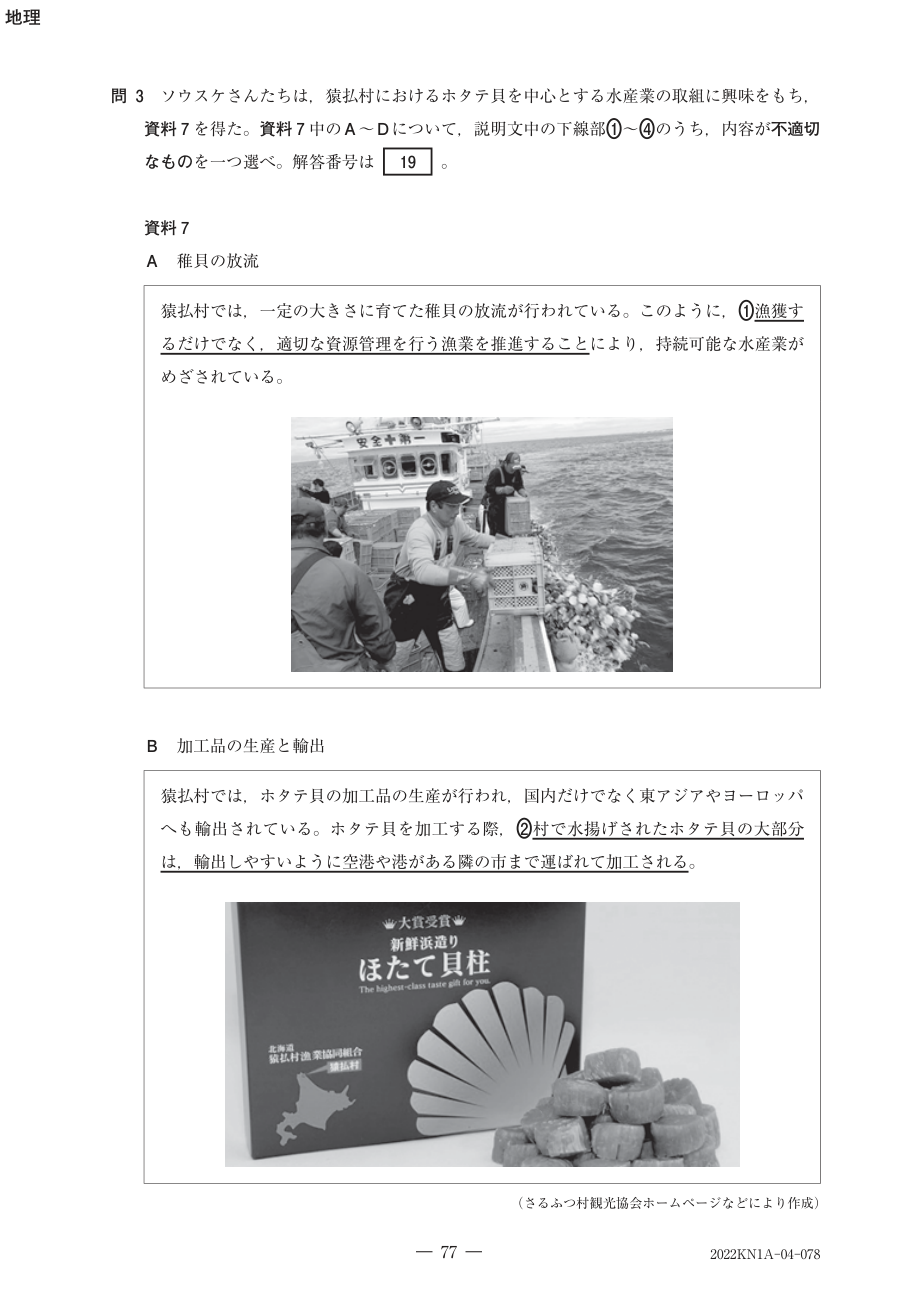 地理
問 3 ソウスケさんたちは，猿払村におけるホタテ貝を中心とする水産業の取組に興味をもち，
資料7を得た。資料7中のA～Dについて，説明文中の下線部①～④のうち，内容が不適切
なものを一つ選べ。解答番号は 19 。
資料7
A 稚貝の放流
猿払村では，一定の大きさに育てた稚貝の放流が行われている。このように，①漁獲す
るだけでなく，適切な資源管理を行う漁業を推進することにより，持続可能な水産業が
めざされている。
安全十第一
B 加工品の生産と輸出
猿払村では，ホタテ貝の加工品の生産が行われ，国内だけでなく東アジアやヨーロッパ
へも輸出されている。ホタテ貝を加工する際，②村で水揚げされたホタテ貝の大部分
は，輸出しやすいように空港や港がある隣の市まで運ばれて加工される。
大賞受賞
新鮮浜造り
ほたて貝柱
The highest-class taste gift for you.
北海道
猿払村漁業協同組合
猿払村
（さるふつ村観光協会ホームページなどにより作成）
― 77 ―
2022KN1A-04-078